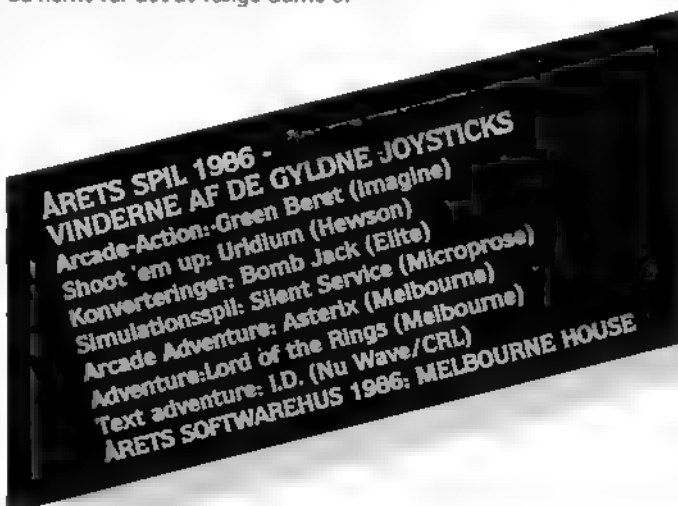 ÅRETS SPIL 1986 -
VINDERNE AF DE GYLDNE JOYSTICKS
Arcade-Action: Green Beret (Imagine)
Shoot 'em up: Uridium (Hewson)
Konverteringer: Bomb Jack (Elite)
Simulationsspil: Silent Service (Microprose)
Arcade Adventure: Asterix (Melbourne)
Adventure:Lord of the Rings (Melbourne)
Text adventure: I.D. (Nu Wave/CRL)
ÅRETS SOFTWAREHUS 1986: MELBOURNE HOUSE